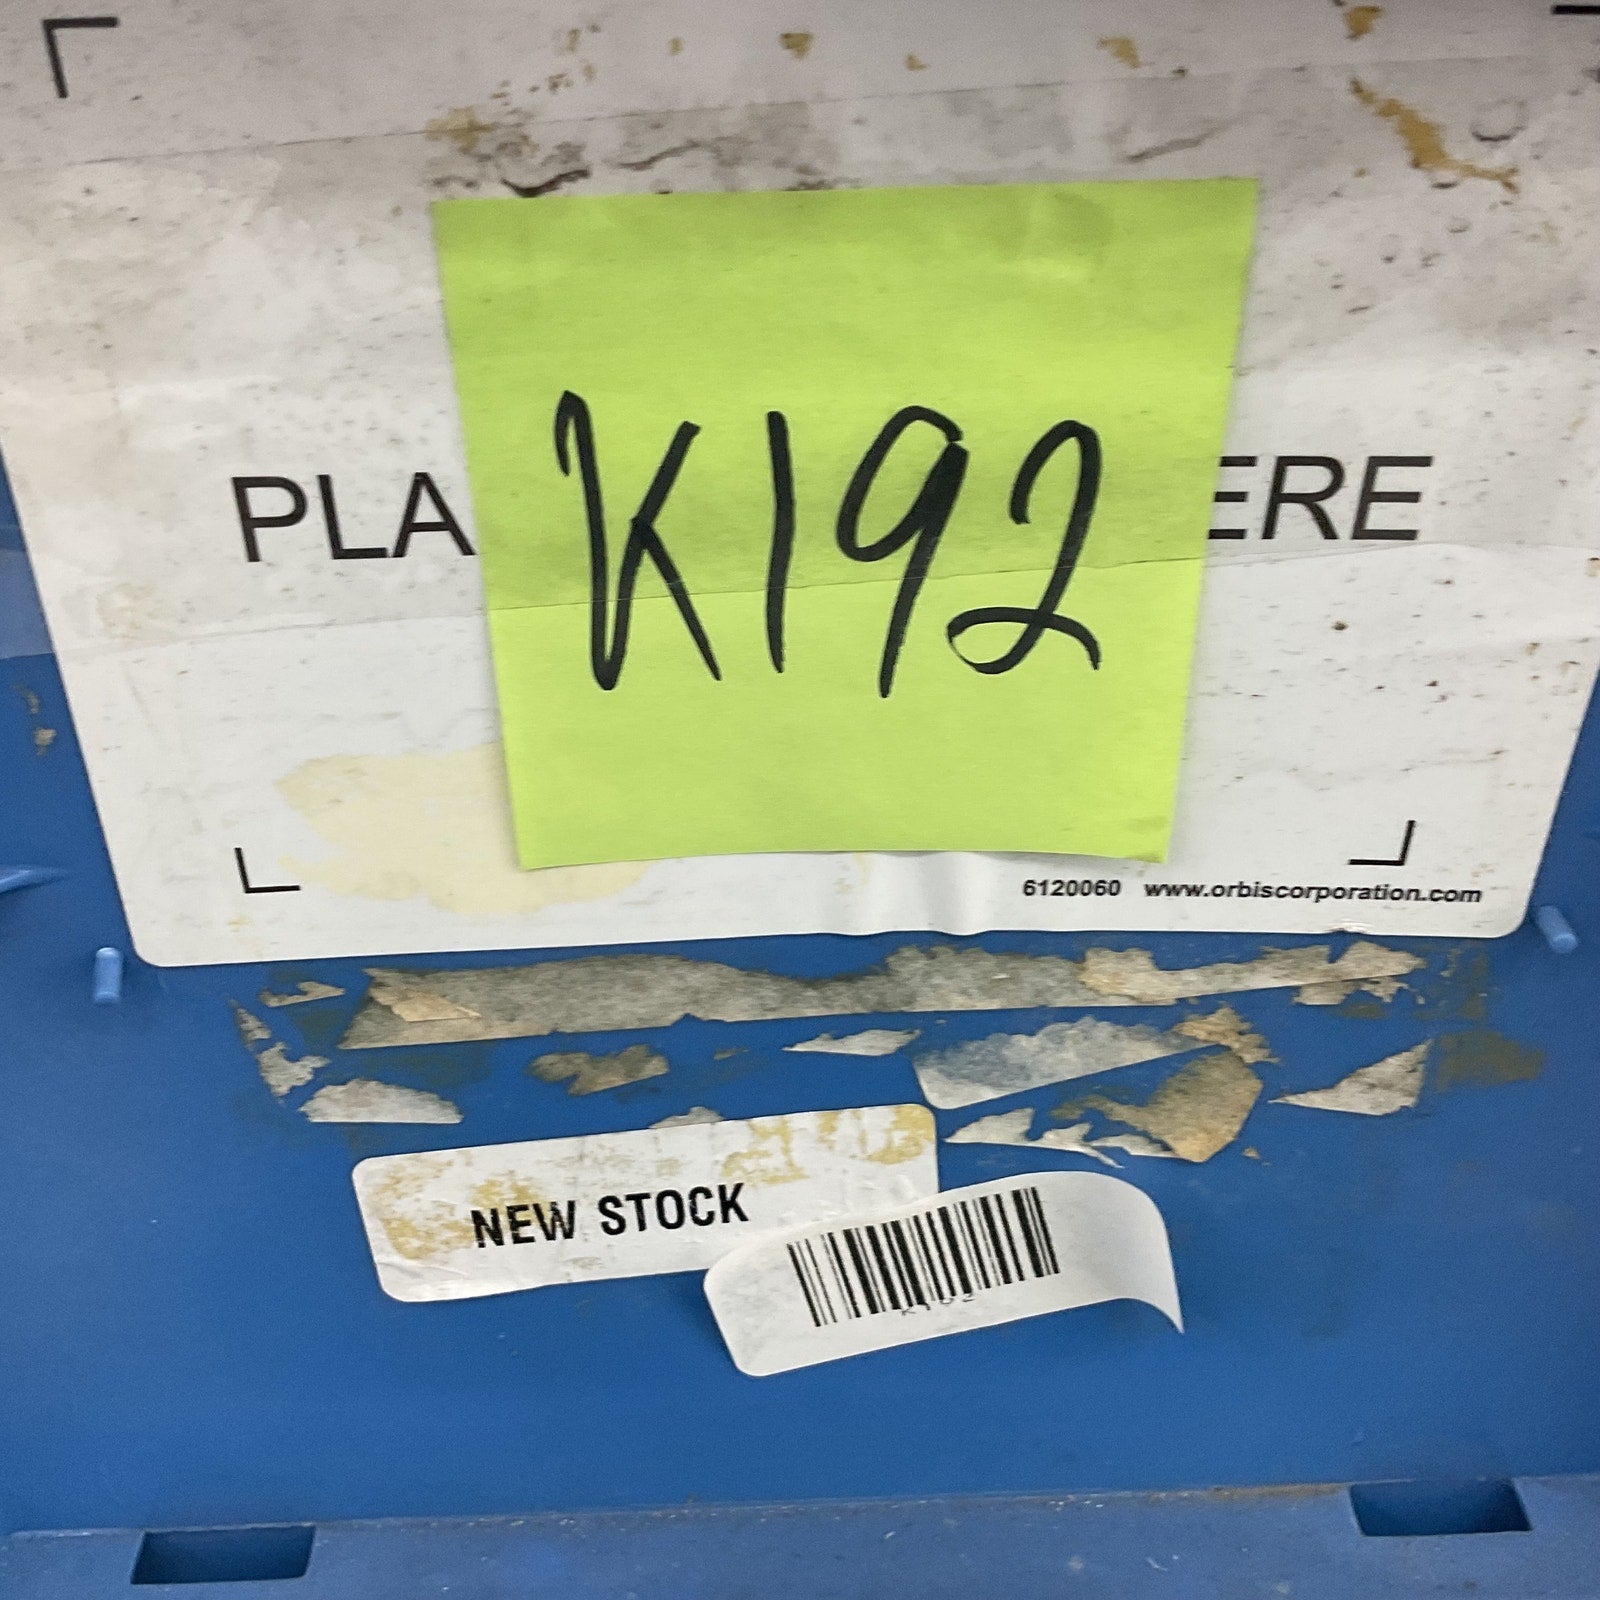 K192
PLA ERE
6120060 www.orbiscorporation.com
NEW STOCK